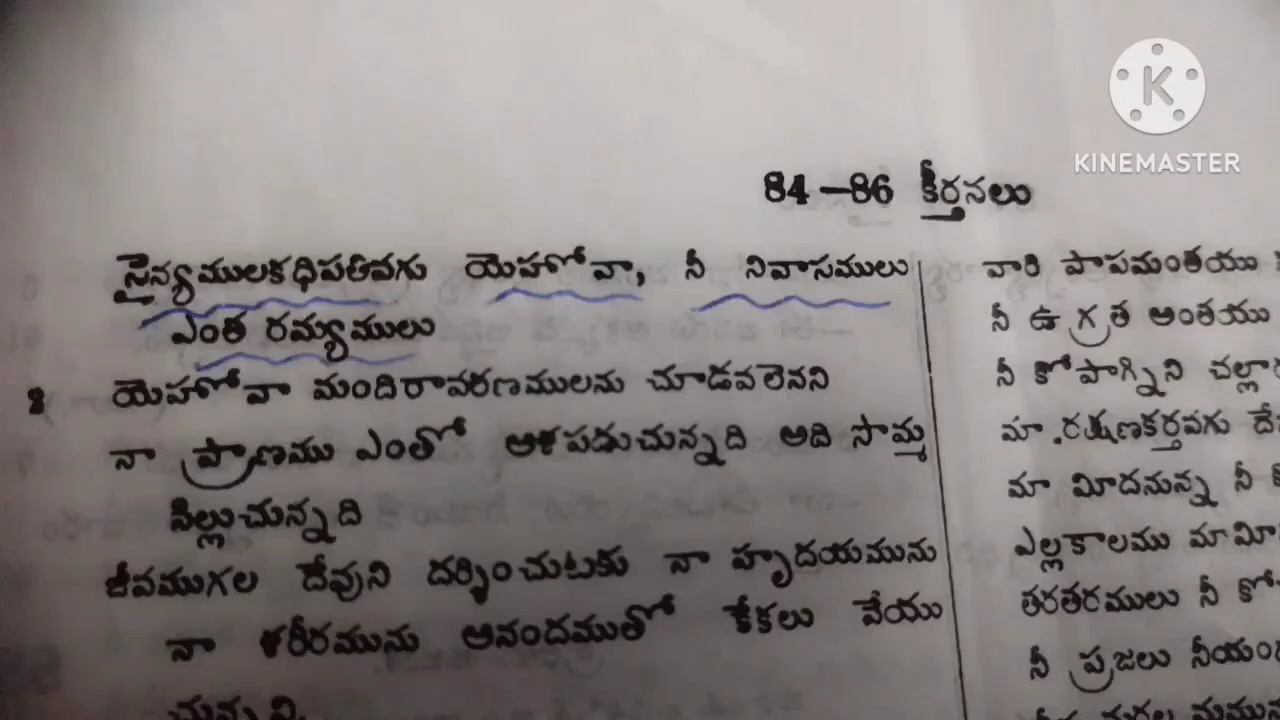 K
KINEMASTER
84—86 కీర్తనలు
సైన్యములకధిపతివగు యెహోవా, నీ నివాసములు
ఎంత రమ్యములు
2 యెహోవా మందిరావరణములను చూడవలెనని
నా ప్రాణము ఎంతో ఆశపడుచున్నది అది సొమ్మ
సిల్లుచున్నది
జీవముగల దేవుని దర్శించుటకు నా హృదయమును
నా శరీరమును ఆనందముతో కేకలు వేయు
చున్నవి.
వారి పాపమంతయు
నీ ఉగ్రత అంతయు
నీ కోపాగ్నిని
మా రక్షణకర్తవగు
మా మీదనున్న నీ
ఎల్లకాలము
తరతరములు నీ
నీ ప్రజలు